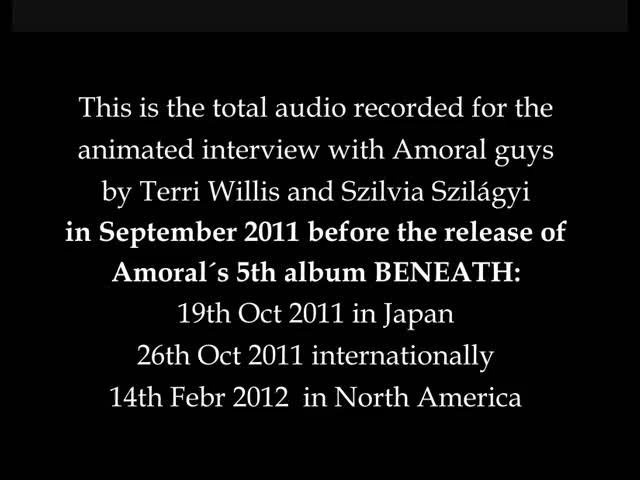 This is the total audio recorded for the
animated interview with Amoral guys
by Terri Willis and Szilvia Szilágyi
in September 2011 before the release of
Amoral´s 5th album BENEATH:
19th Oct 2011 in Japan
26th Oct 2011 internationally
14th Febr 2012  in North America